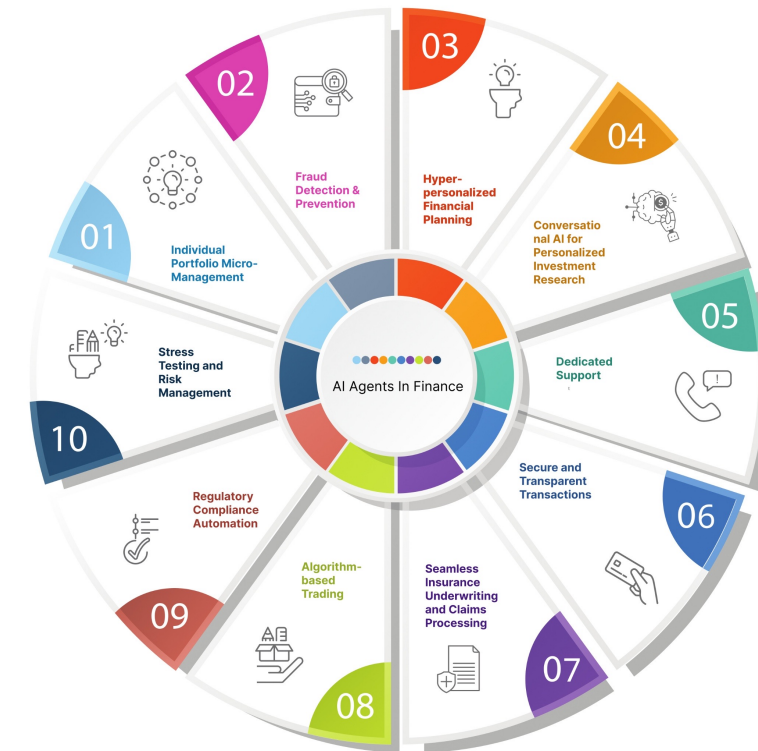 01
Individual
Portfolio Micro-
Management
02
Fraud
Detection &
Prevention
03
Hyper-
personalized
Financial
Planning
04
Conversatio
nal AI for
Personalized
Investment
Research
05
Dedicated
Support
06
Secure and
Transparent
Transactions
07
Seamless
Insurance
Underwriting
and Claims
Processing
08
Algorithm-
based
Trading
09
Regulatory
Compliance
Automation
10
Stress
Testing and
Risk
Management
AI Agents In Finance